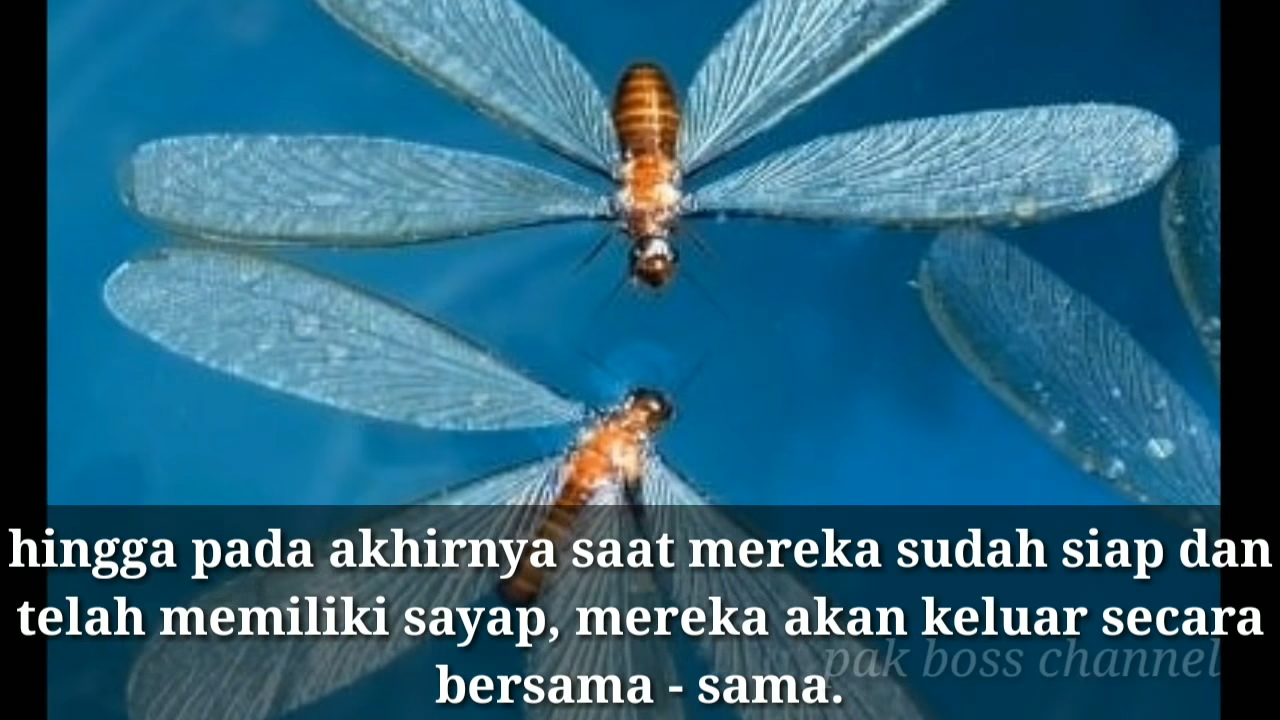 hingga pada akhirnya saat mereka sudah siap dan
telah memiliki sayap, mereka akan keluar secara
pak boss channel
bersama - sama.